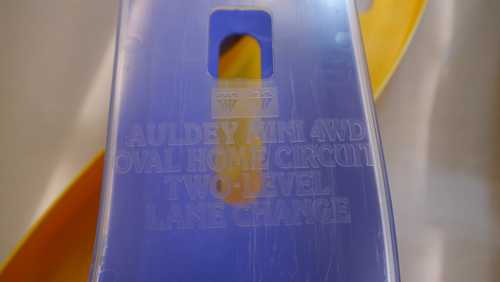 AULDEY MINI 4WD
OVAL HOME CIRCUIT
TWO-LEVEL
LANE CHANGE